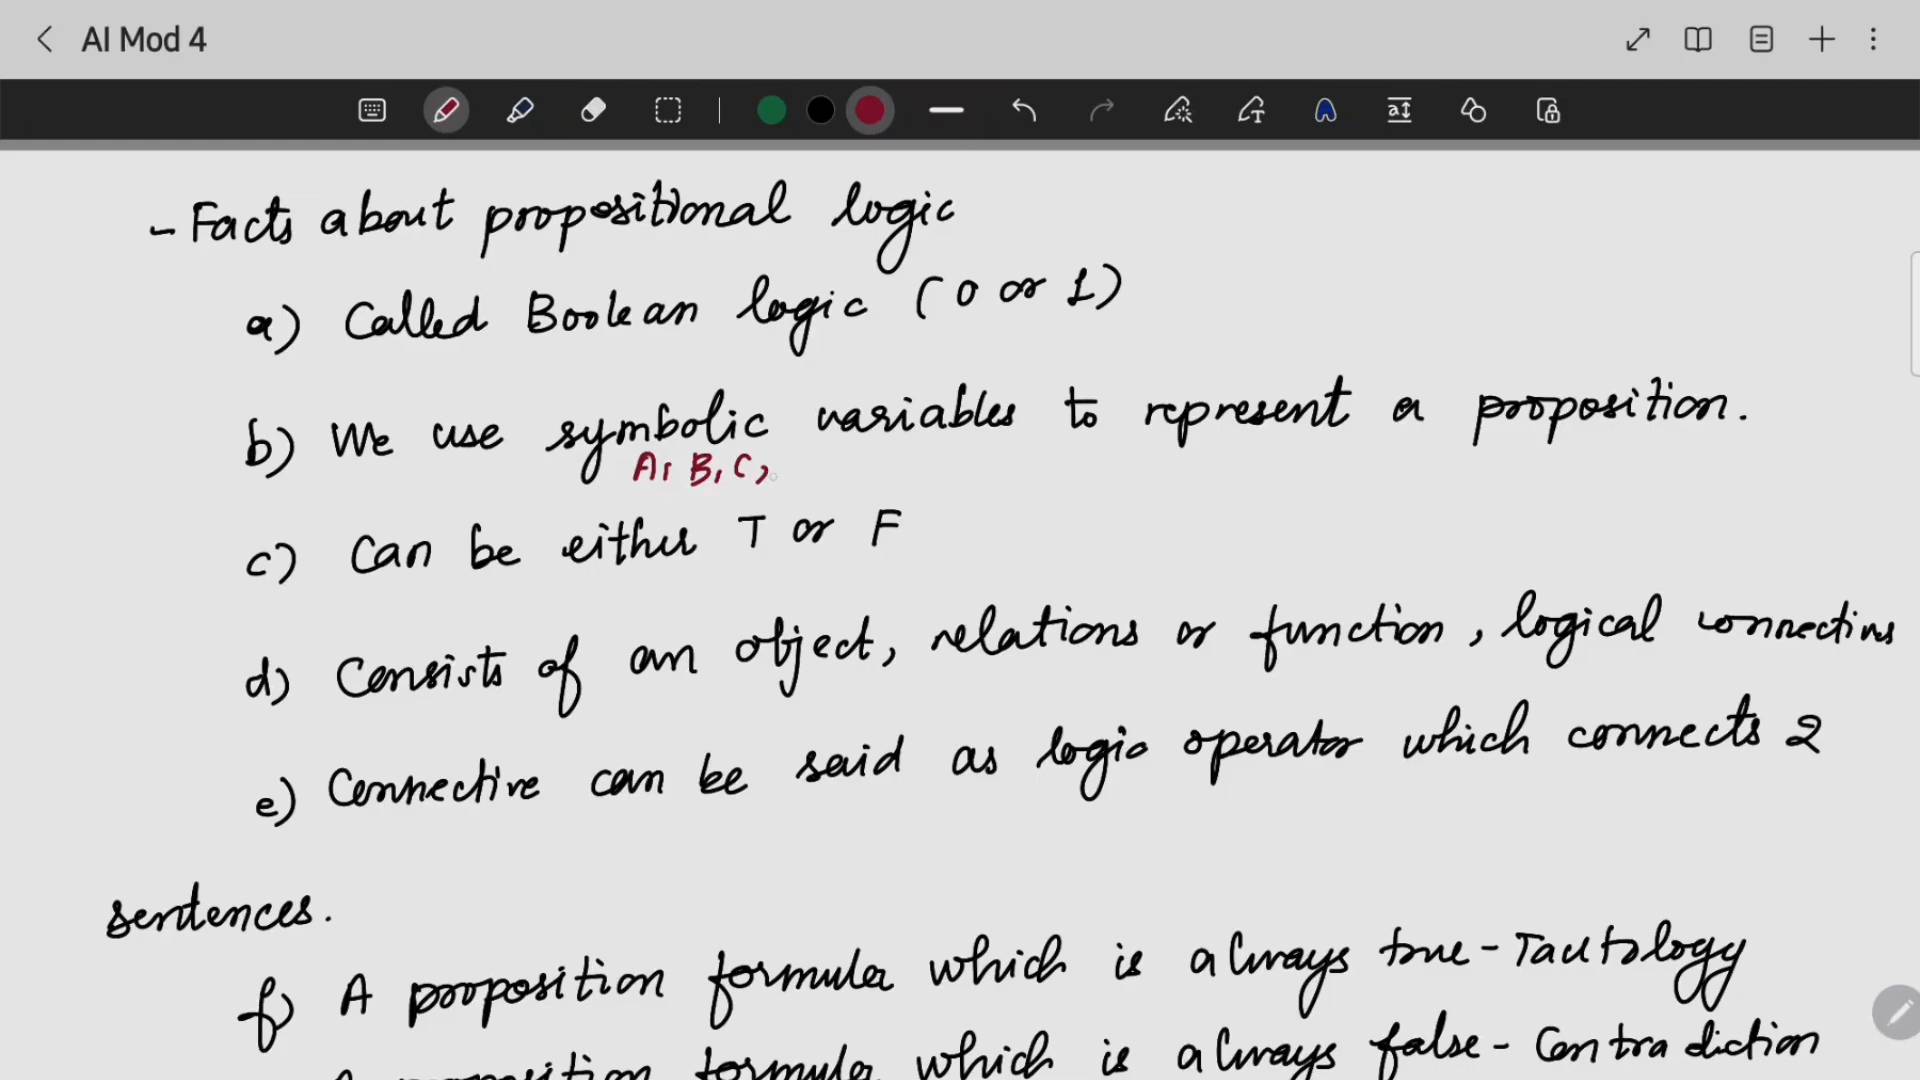 AI Mod 4
- Facts about propositional logic
a) Called Boolean logic (0 or 1)
b) We use symbolic variables to represent a proposition.
A, B, C,
c) Can be either T or F
d) Consists of an object, relations or function, logical connectives
e) Connective can be said as logic operator which connects 2
sentences.
f) A proposition formula which is always true - Tautology
A proposition formula which is always false - Contradiction